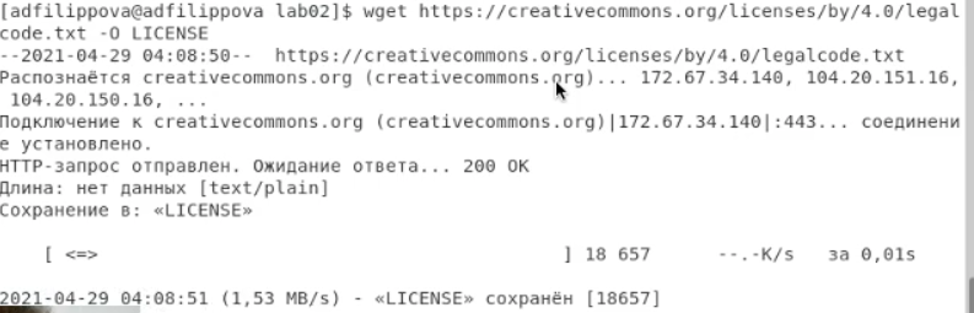 [adfilippova@adfilippova lab02]$ wget https://creativecommons.org/licenses/by/4.0/legal
code.txt -O LICENSE
--2021-04-29 04:08:50--  https://creativecommons.org/licenses/by/4.0/legalcode.txt
Распознаётся creativecommons.org (creativecommons.org)... 172.67.34.140, 104.20.151.16,
 104.20.150.16, ...
Подключение к creativecommons.org (creativecommons.org)|172.67.34.140|:443... соединени
е установлено.
HTTP-запрос отправлен. Ожидание ответа... 200 OK
Длина: нет данных [text/plain]
Сохранение в: «LICENSE»
    [ <=>                                           ] 18 657      --.-K/s   за 0,01s
2021-04-29 04:08:51 (1,53 MB/s) - «LICENSE» сохранён [18657]